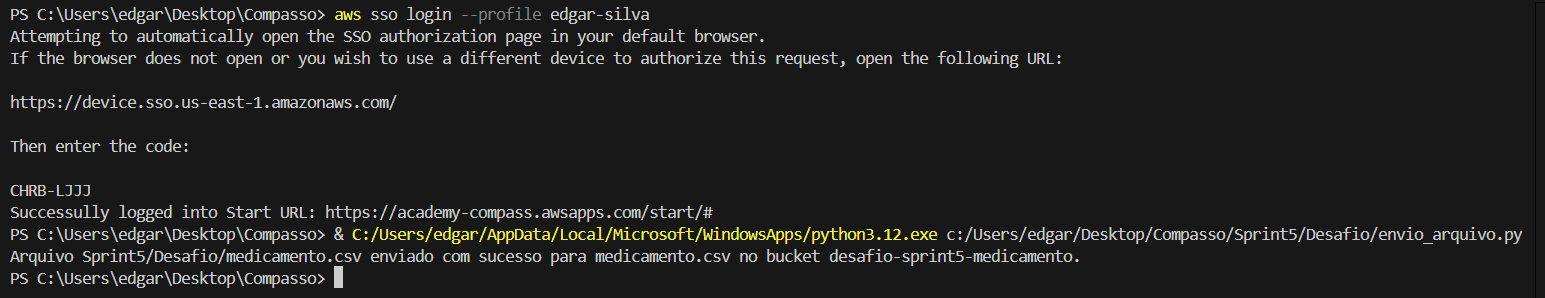 PS C:\Users\edgar\Desktop\Compasso> aws sso login --profile edgar-silva
Attempting to automatically open the SSO authorization page in your default browser.
If the browser does not open or you wish to use a different device to authorize this request, open the following URL:
https://device.sso.us-east-1.amazonaws.com/
Then enter the code:
CHRB-LJJJ
Successully logged into Start URL: https://academy-compass.awsapps.com/start/#
PS C:\Users\edgar\Desktop\Compasso> & C:/Users/edgar/AppData/Local/Microsoft/WindowsApps/python3.12.exe c:/Users/edgar/Desktop/Compasso/Sprint5/Desafio/envio_arquivo.py
Arquivo Sprint5/Desafio/medicamento.csv enviado com sucesso para medicamento.csv no bucket desafio-sprint5-medicamento.
PS C:\Users\edgar\Desktop\Compasso>